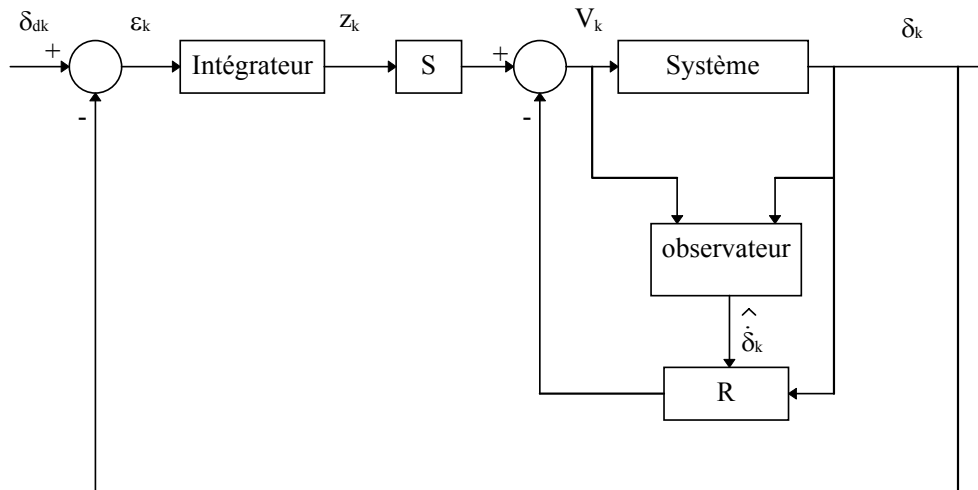 δdk
εk
zk
Vk
δk
+
Intégrateur
S
+
Système
-
-
observateur
δ̇̂k
R